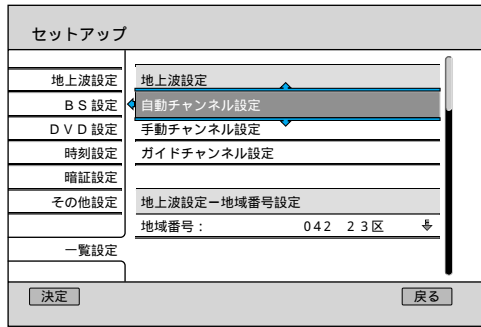 セットアップ
地上波設定
BS設定
DVD設定
時刻設定
暗証設定
その他設定
一覧設定
地上波設定
自動チャンネル設定
手動チャンネル設定
ガイドチャンネル設定
地上波設定ー地域番号設定
地域番号： 042 23区
決定
戻る